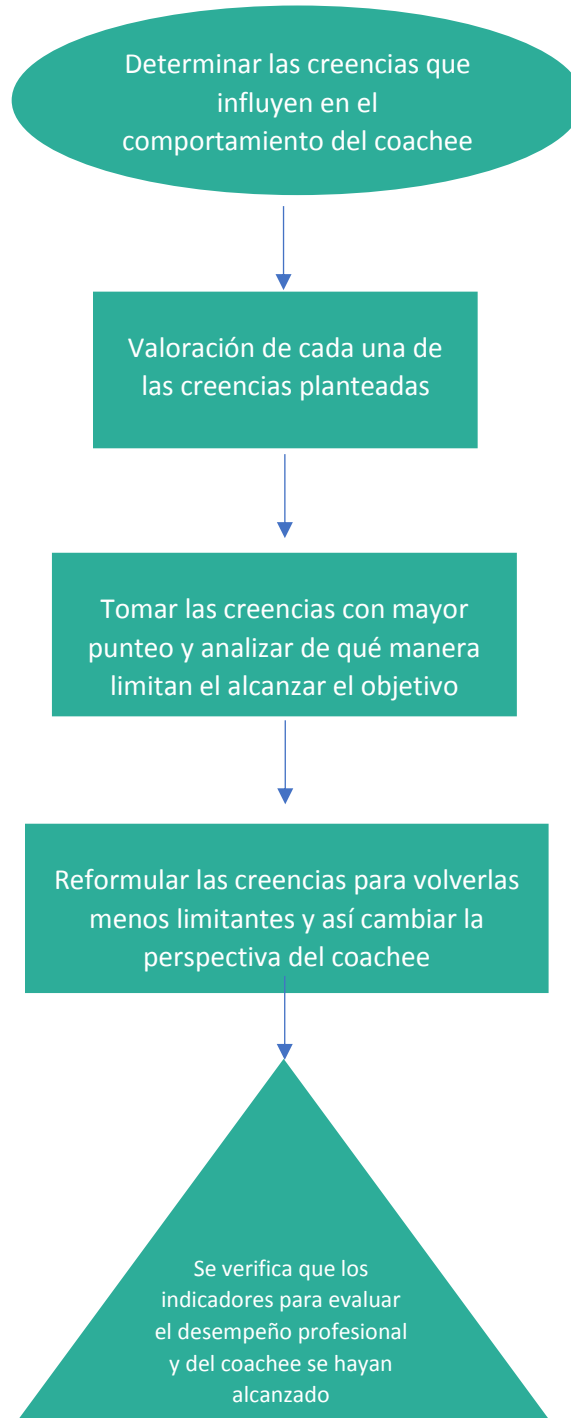 Determinar las creencias que
influyen en el
comportamiento del coachee
Valoración de cada una de
las creencias planteadas
Tomar las creencias con mayor
punteo y analizar de qué manera
limitan el alcanzar el objetivo
Reformular las creencias para volverlas
menos limitantes y así cambiar la
perspectiva del coachee
Se verifica que los
indicadores para evaluar
el desempeño profesional
y del coachee se hayan
alcanzado